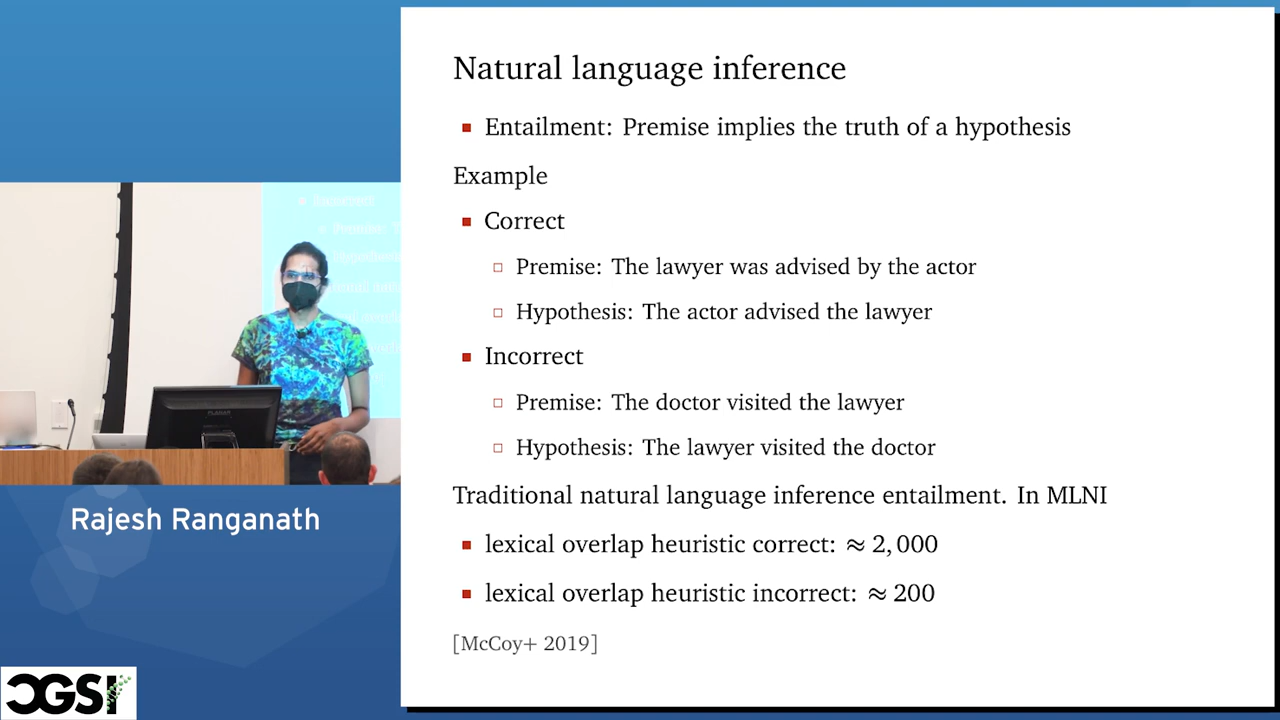 Natural language inference
Entailment: Premise implies the truth of a hypothesis
Example
Correct
Premise: The lawyer was advised by the actor
Hypothesis: The actor advised the lawyer
Incorrect
Premise: The doctor visited the lawyer
Hypothesis: The lawyer visited the doctor
Traditional natural language inference entailment. In MLNI
lexical overlap heuristic correct: ≈ 2,000
lexical overlap heuristic incorrect: ≈ 200
[McCoy+ 2019]
Rajesh Ranganath
CGSI